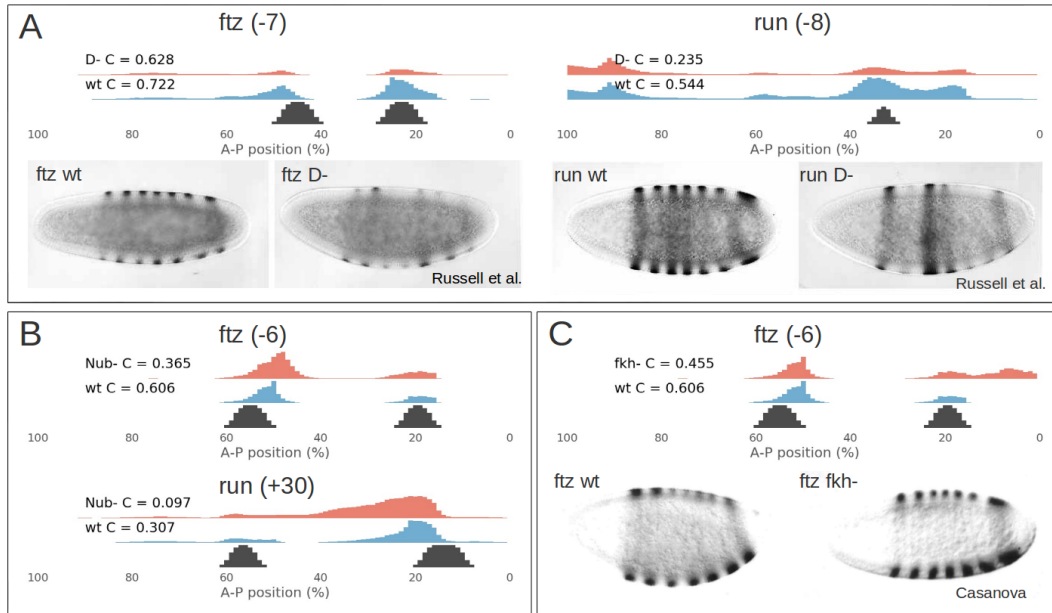 A
ftz (-7)
D- C = 0.628
wt C = 0.722
100 80 60 40 20 0
A-P position (%)
run (-8)
D- C = 0.235
wt C = 0.544
100 80 60 40 20 0
A-P position (%)
ftz wt
ftz D-
Russell et al.
run wt
run D-
Russell et al.
B
ftz (-6)
Nub- C = 0.365
wt C = 0.606
100 80 60 40 20 0
A-P position (%)
run (+30)
Nub- C = 0.097
wt C = 0.307
100 80 60 40 20 0
A-P position (%)
C
ftz (-6)
fkh- C = 0.455
wt C = 0.606
100 80 60 40 20 0
A-P position (%)
ftz wt
ftz fkh-
Casanova